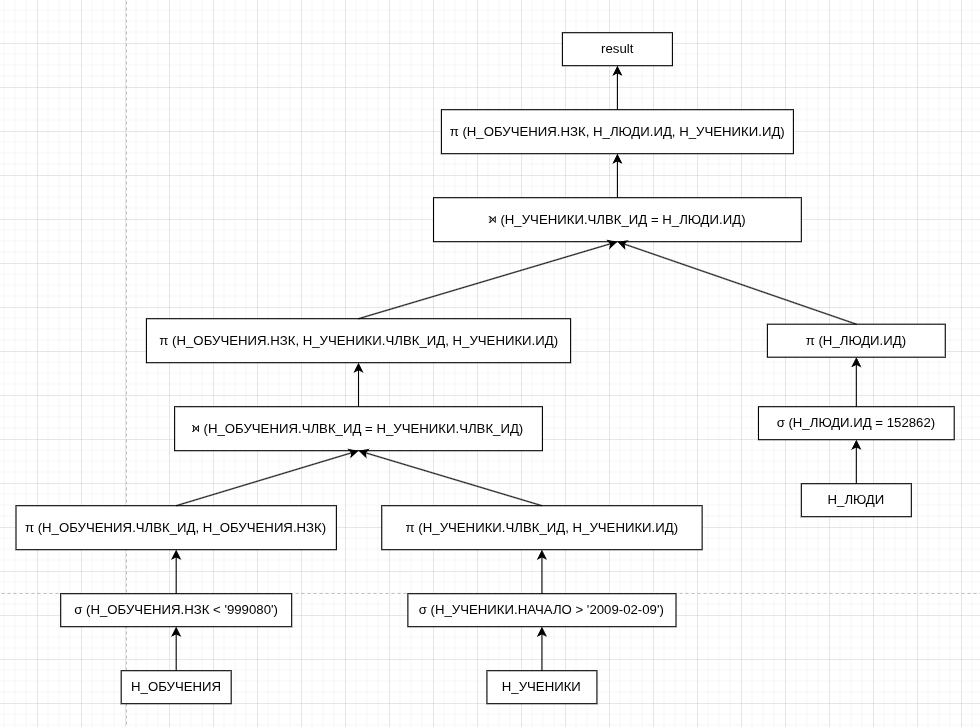 result
π (Н_ОБУЧЕНИЯ.НЗК, Н_ЛЮДИ.ИД, Н_УЧЕНИКИ.ИД)
⋈ (Н_УЧЕНИКИ.ЧЛВК_ИД = Н_ЛЮДИ.ИД)
π (Н_ОБУЧЕНИЯ.НЗК, Н_УЧЕНИКИ.ЧЛВК_ИД, Н_УЧЕНИКИ.ИД)
π (Н_ЛЮДИ.ИД)
⋈ (Н_ОБУЧЕНИЯ.ЧЛВК_ИД = Н_УЧЕНИКИ.ЧЛВК_ИД)
σ (Н_ЛЮДИ.ИД = 152862)
Н_ЛЮДИ
π (Н_ОБУЧЕНИЯ.ЧЛВК_ИД, Н_ОБУЧЕНИЯ.НЗК)
π (Н_УЧЕНИКИ.ЧЛВК_ИД, Н_УЧЕНИКИ.ИД)
σ (Н_ОБУЧЕНИЯ.НЗК < '999080')
σ (Н_УЧЕНИКИ.НАЧАЛО > '2009-02-09')
Н_ОБУЧЕНИЯ
Н_УЧЕНИКИ